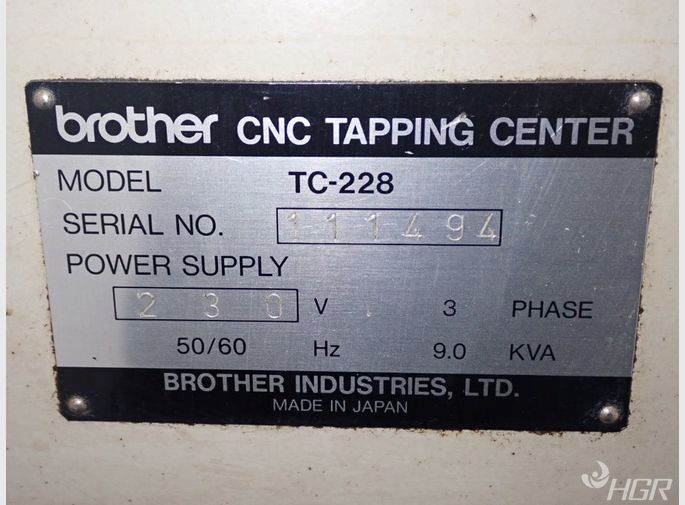 brother CNC TAPPING CENTER
MODEL TC-228
SERIAL NO. 111494
POWER SUPPLY
230 V 3 PHASE
50/60 Hz 9.0 KVA
BROTHER INDUSTRIES, LTD.
MADE IN JAPAN
HGR